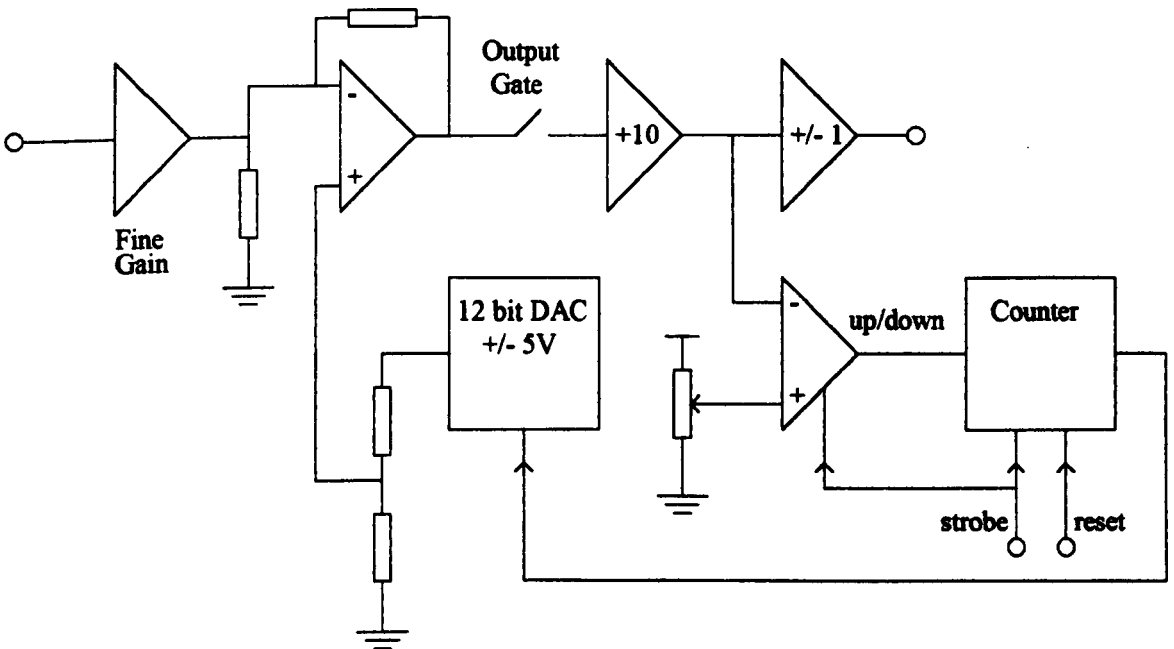 Output
Gate
-
+
+10
+/- 1
Fine
Gain
12 bit DAC
+/- 5V
-
+
up/down
Counter
strobe
reset